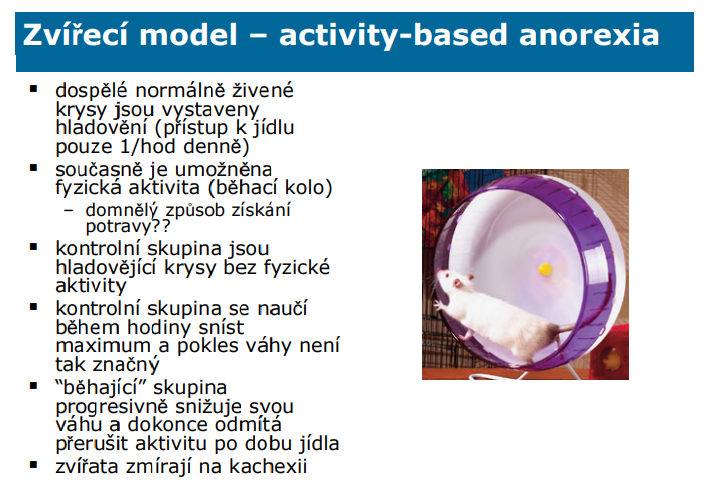 Zvířecí model – activity-based anorexia
▪ dospělé normálně živené
krysy jsou vystaveny
hladovění (přístup k jídlu
pouze 1/hod denně)
▪ současně je umožněna
fyzická aktivita (běhací kolo)
– domnělý způsob získání
potravy??
▪ kontrolní skupina jsou
hladovějící krysy bez fyzické
aktivity
▪ kontrolní skupina se naučí
během hodiny sníst
maximum a pokles váhy není
tak značný
▪ “běhající” skupina
progresivně snižuje svou
váhu a dokonce odmítá
přerušit aktivitu po dobu jídla
▪ zvířata zmírají na kachexii